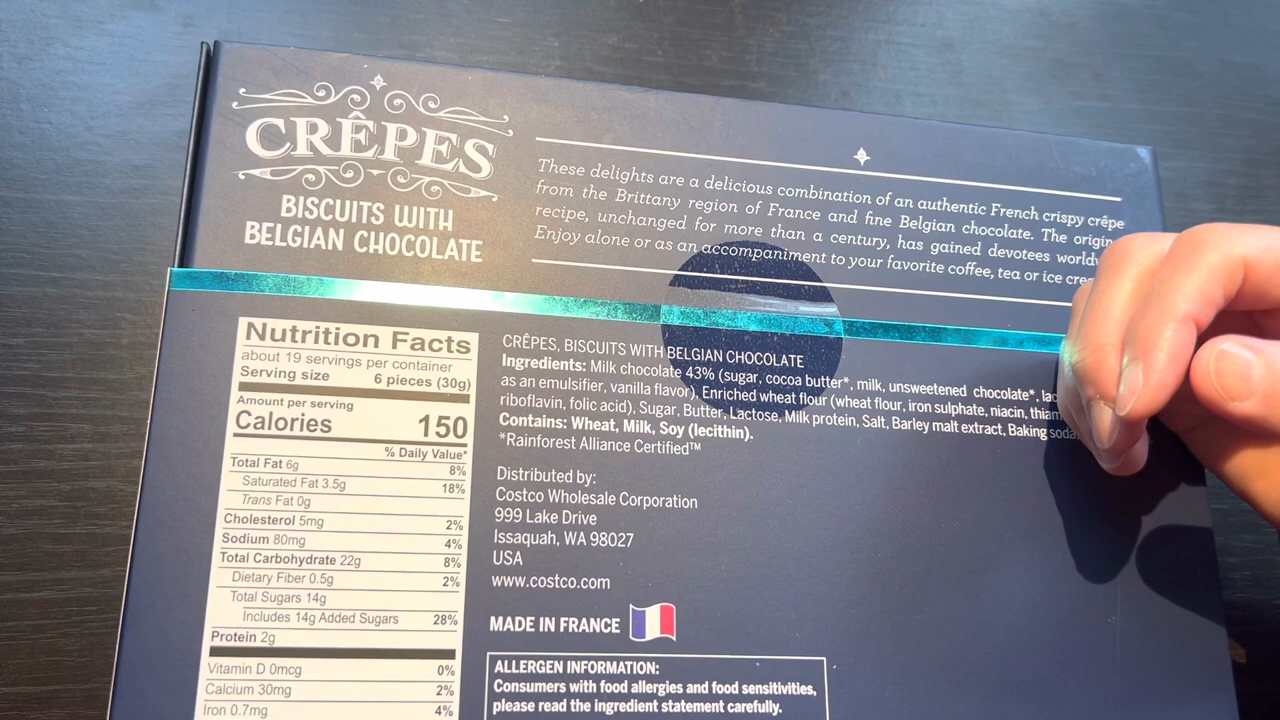 CRÊPES
BISCUITS WITH
BELGIAN CHOCOLATE
These delights are a delicious combination of an authentic French crispy crêpe
from the Brittany region of France and fine Belgian chocolate. The
recipe, unchanged for more than a century, has gained devotees
Enjoy alone or as an accompaniment to your favorite coffee, tea or ice
Nutrition Facts
about 19 servings per container
Serving size 6 pieces (30g)
Amount per serving
Calories 150
% Daily Value*
Total Fat 6g 8%
Saturated Fat 3.5g 18%
Trans Fat 0g
Cholesterol 5mg 2%
Sodium 80mg 4%
Total Carbohydrate 22g 8%
Dietary Fiber 0.5g 2%
Total Sugars 14g
Includes 14g Added Sugars 28%
Protein 2g
Vitamin D 0mcg 0%
Calcium 30mg 2%
Iron 0.7mg 4%
CRÊPES, BISCUITS WITH BELGIAN CHOCOLATE
Ingredients: Milk chocolate 43% (sugar, cocoa butter*, milk, unsweetened chocolate*,
as an emulsifier, vanilla flavor), Enriched wheat flour (wheat flour, iron sulphate, niacin,
riboflavin, folic acid), Sugar, Butter, Lactose, Milk protein, Salt, Barley malt extract, Baking soda
Contains: Wheat, Milk, Soy (lecithin).
*Rainforest Alliance Certified™
Distributed by:
Costco Wholesale Corporation
999 Lake Drive
Issaquah, WA 98027
USA
www.costco.com
MADE IN FRANCE
ALLERGEN INFORMATION:
Consumers with food allergies and food sensitivities,
please read the ingredient statement carefully.